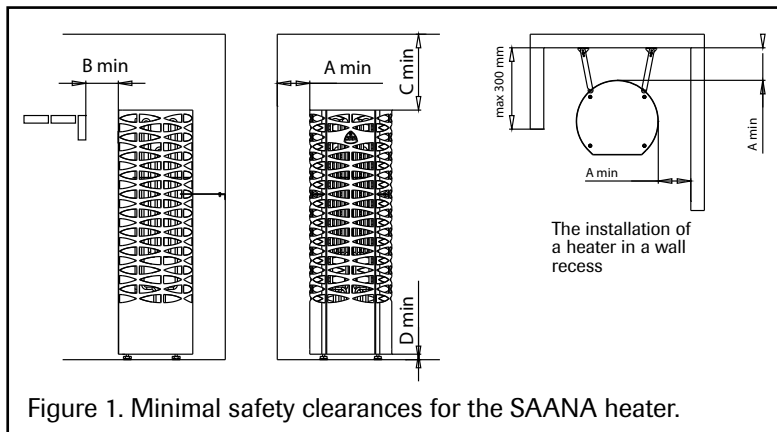 B min
A min
C min
D min
max 300 mm
A min
A min
The installation of
a heater in a wall
recess
Figure 1. Minimal safety clearances for the SAANA heater.